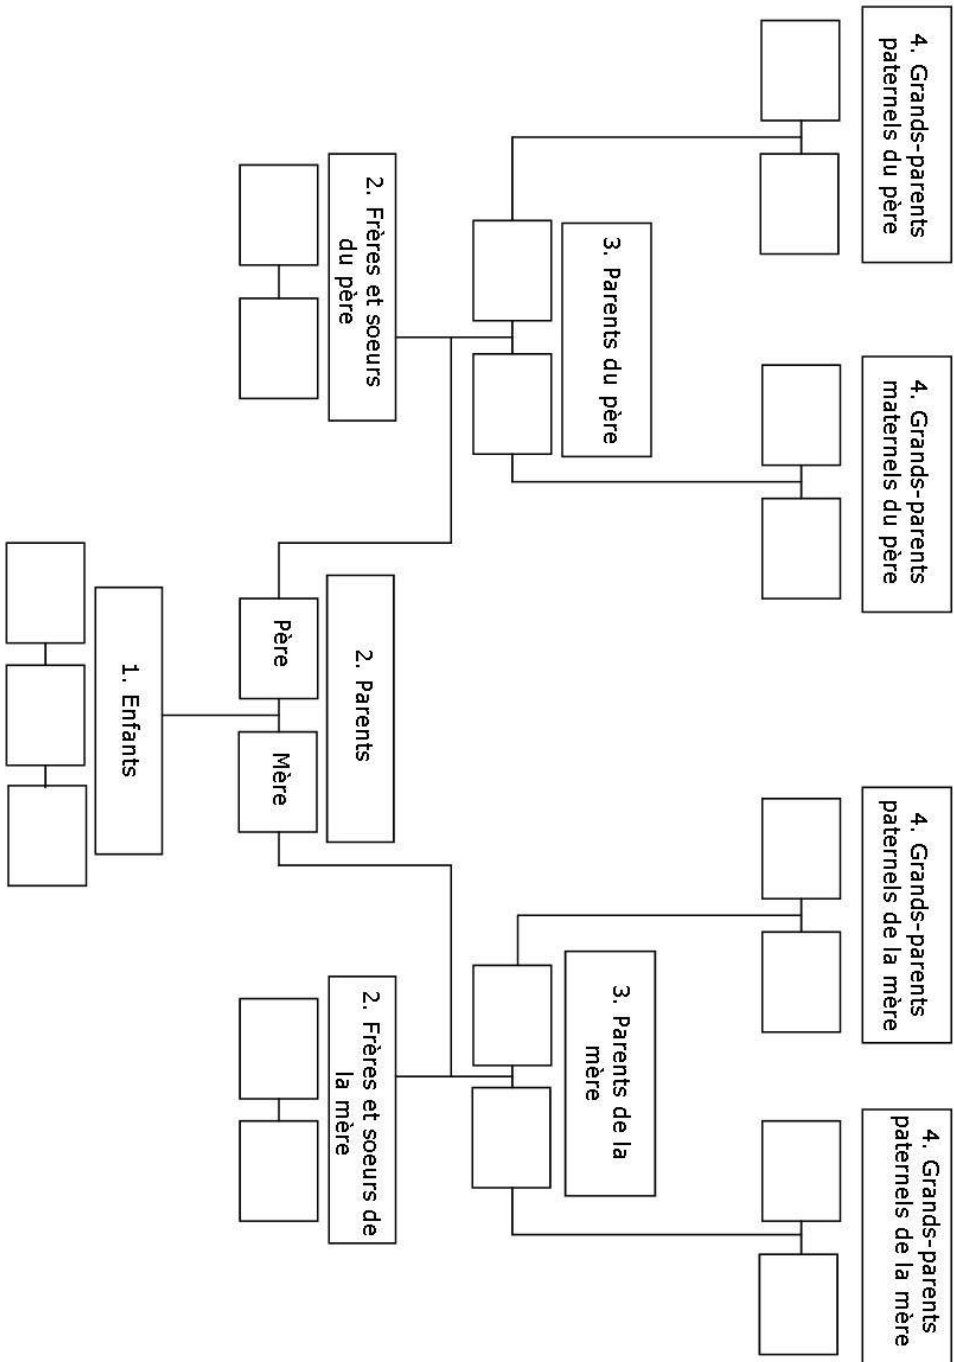 4. Grands-parents
paternels du père
4. Grands-parents
maternels du père
4. Grands-parents
paternels de la mère
4. Grands-parents
paternels de la mère
3. Parents du père
3. Parents de la
mère
2. Frères et soeurs
du père
2. Parents
2. Frères et soeurs de
la mère
Père
Mère
1. Enfants